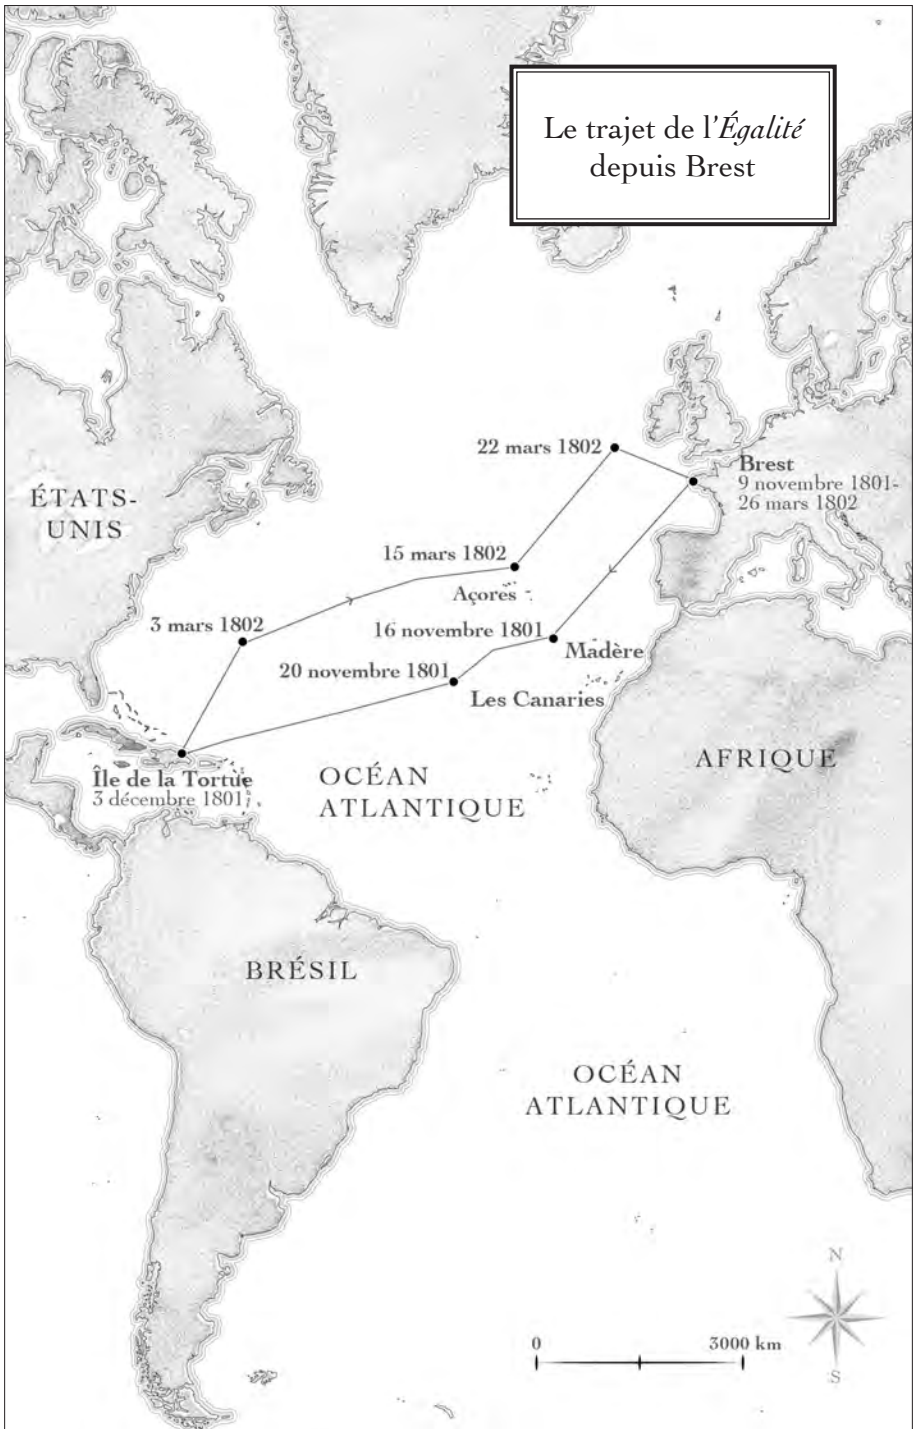 Le trajet de l'Égalité
depuis Brest
22 mars 1802
Brest
9 novembre 1801-
26 mars 1802
ÉTATS-
UNIS
15 mars 1802
Açores
3 mars 1802
16 novembre 1801
Madère
20 novembre 1801
Les Canaries
Île de la Tortue
3 décembre 1801
OCÉAN
ATLANTIQUE
AFRIQUE
BRÉSIL
OCÉAN
ATLANTIQUE
N
S
0
3000 km